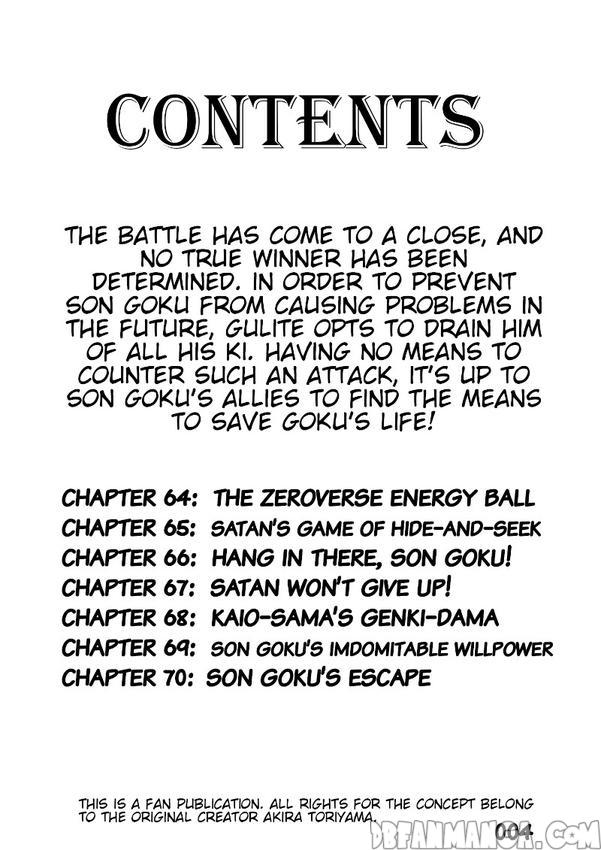 CONTENTS
THE BATTLE HAS COME TO A CLOSE, AND
NO TRUE WINNER HAS BEEN
DETERMINED. IN ORDER TO PREVENT
SON GOKU FROM CAUSING PROBLEMS IN
THE FUTURE, GULITE OPTS TO DRAIN HIM
OF ALL HIS KI. HAVING NO MEANS TO
COUNTER SUCH AN ATTACK, IT'S UP TO
SON GOKU'S ALLIES TO FIND THE MEANS
TO SAVE GOKU'S LIFE!
CHAPTER 64: THE ZEROVERSE ENERGY BALL
CHAPTER 65: SATAN'S GAME OF HIDE-AND-SEEK
CHAPTER 66: HANG IN THERE, SON GOKU!
CHAPTER 67: SATAN WON'T GIVE UP!
CHAPTER 68: KAIO-SAMA'S GENKI-DAMA
CHAPTER 69: SON GOKU'S IMDOMITABLE WILLPOWER
CHAPTER 70: SON GOKU'S ESCAPE
THIS IS A FAN PUBLICATION. ALL RIGHTS FOR THE CONCEPT BELONG
TO THE ORIGINAL CREATOR AKIRA TORIYAMA.
004
DBFANMANGA.COM